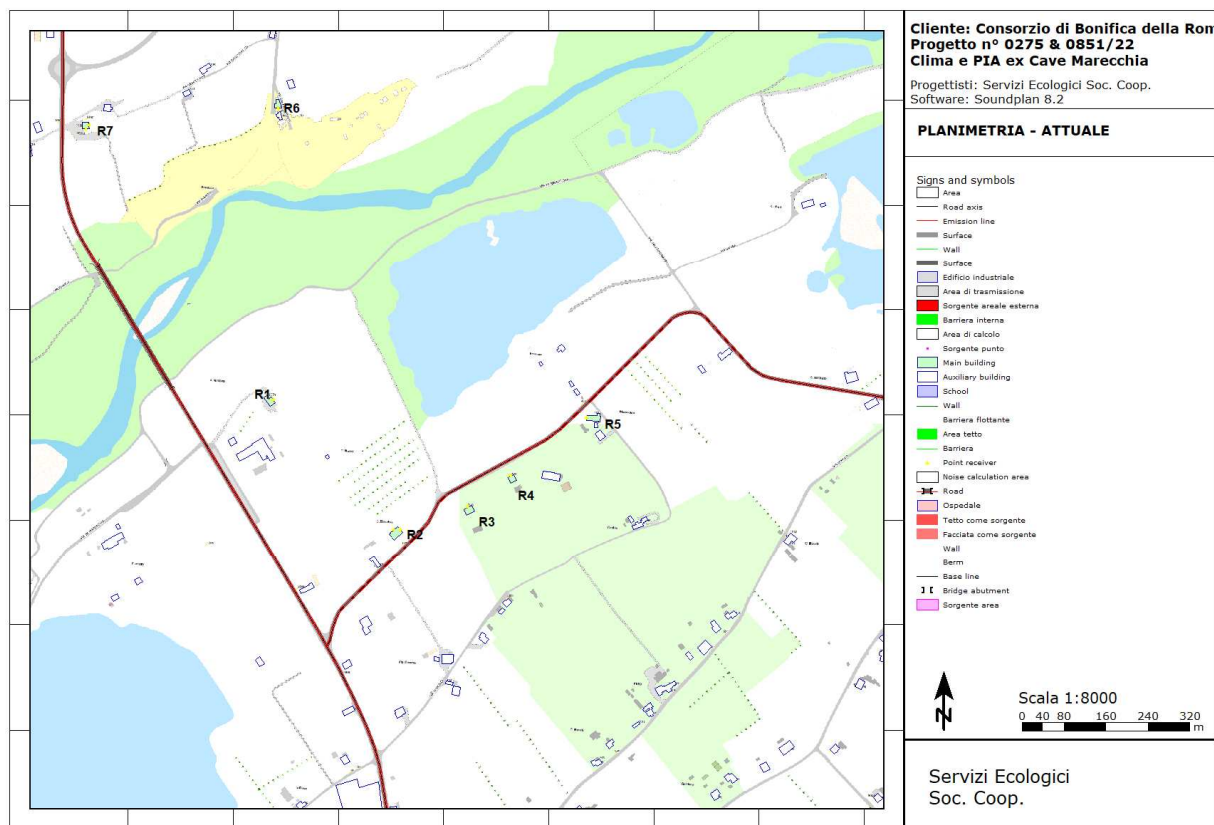 Cliente: Consorzio di Bonifica della Rom
Progetto n° 0275 & 0851/22
Clima e PIA ex Cave Marecchia
Progettisti: Servizi Ecologici Soc. Coop.
Software: Soundplan 8.2
PLANIMETRIA - ATTUALE
Signs and symbols
Area
Road axis
Emission line
Surface
Wall
Surface
Edificio industriale
Area di trasmissione
Sorgente areale esterna
Barriera interna
Area di calcolo
Sorgente punto
Main building
Auxiliary building
School
Wall
Barriera flottante
Area tetto
Barriera
Point receiver
Noise calculation area
Road
Ospedale
Tetto come sorgente
Facciata come sorgente
Wall
Berm
Base line
Bridge abutment
Sorgente area
N
Scala 1:8000
0 40 80 160 240 320
m
Servizi Ecologici
Soc. Coop.
R6
R7
R1
R5
R4
R3
R2